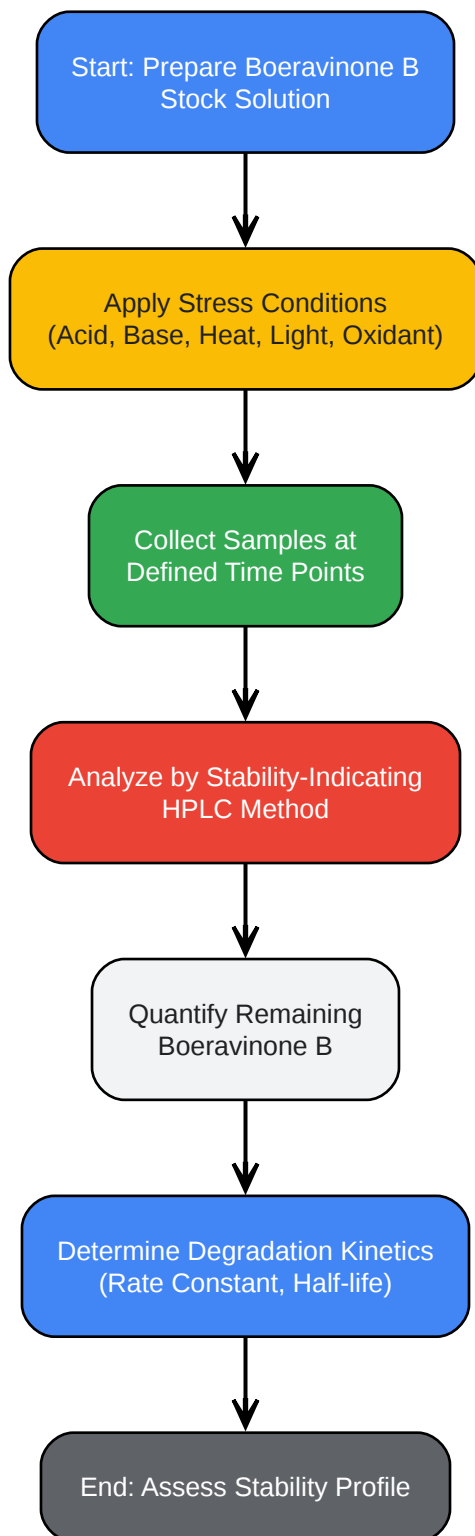 Start: Prepare Boeravinone B
Stock Solution
Apply Stress Conditions
(Acid, Base, Heat, Light, Oxidant)
Collect Samples at
Defined Time Points
Analyze by Stability-Indicating
HPLC Method
Quantify Remaining
Boeravinone B
Determine Degradation Kinetics
(Rate Constant, Half-life)
End: Assess Stability Profile